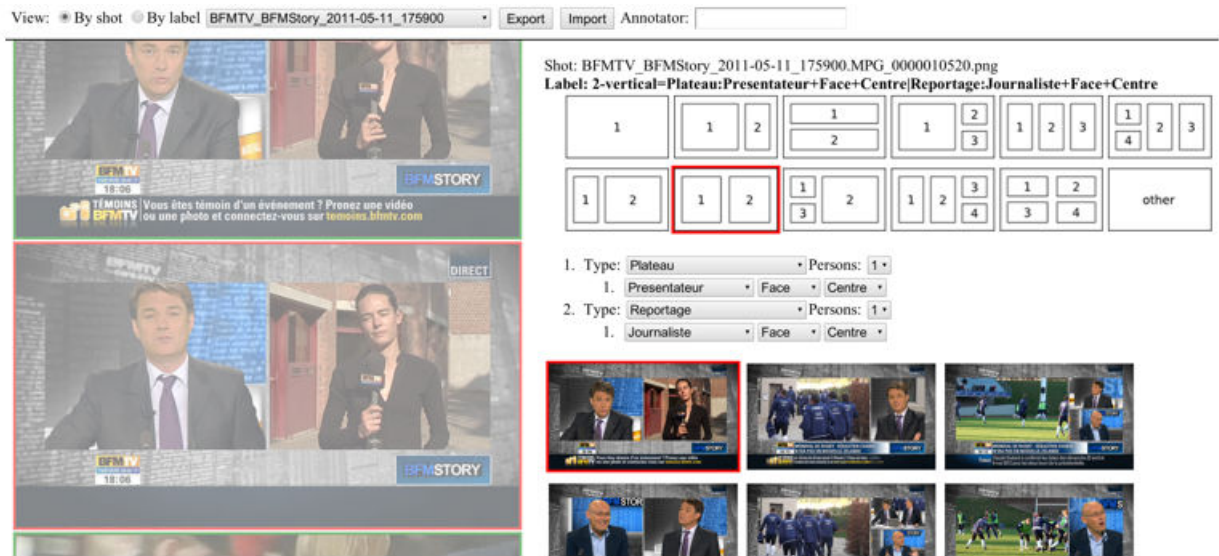 View: By shot By label BFMTV_BFMStory_2011-05-11_175900 Export Import Annotator:
BFMTV
18:06
BFMSTORY
TÉMOINS
BFMTV
Vous êtes témoin d'un événement ? Prenez une vidéo
ou une photo et connectez-vous sur temoins.bfmtv.com
DIRECT
BFMTV
18:06
BFMSTORY
Shot: BFMTV_BFMStory_2011-05-11_175900.MPG_0000010520.png
Label: 2-vertical=Plateau:Presentateur+Face+Centre|Reportage:Journaliste+Face+Centre
1
1 2
1
2
1 2 3
1 2 3
1 4 2 3
1 2
1 2
1 3 2
1 2 3 4
1 2
3 4
other
1. Type: Plateau Persons: 1
1. Presentateur Face Centre
2. Type: Reportage Persons: 1
1. Journaliste Face Centre
STORY
STORY
STORY